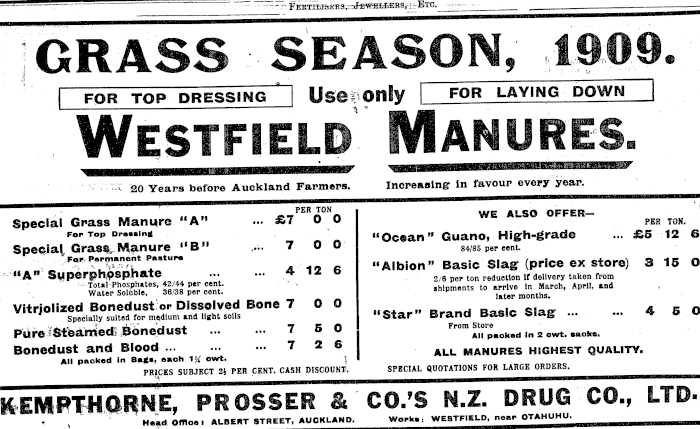 FERTILISERS, JEWELLERS, ETC.
GRASS SEASON, 1909.
FOR TOP DRESSING Use only FOR LAYING DOWN
WESTFIELD MANURES.
20 Years before Auckland Farmers. Increasing in favour every year.
PER TON
Special Grass Manure "A" ... £7 0 0
For Top Dressing
Special Grass Manure "B" ... 7 0 0
For Permanent Pasture
"A" Superphosphate ... ... 4 12 6
Total Phosphates, 42/44 per cent.
Water Soluble, 36/38 per cent.
Vitriolized Bonedust or Dissolved Bone 7 0 0
Specially suited for medium and light soils
Pure Steamed Bonedust ... ... 7 5 0
Bonedust and Blood ... ... ... 7 2 6
All packed in Bags, each 1¼ cwt.
PRICES SUBJECT 2½ PER CENT. CASH DISCOUNT.
WE ALSO OFFER—
PER TON.
"Ocean" Guano, High-grade ... £5 12 6
84/85 per cent.
"Albion" Basic Slag (price ex store) 3 15 0
2/6 per ton reduction if delivery taken from
shipments to arrive in March, April, and
later months.
"Star" Brand Basic Slag ... ... 4 5 0
From Store
All packed in 2 cwt. sacks.
ALL MANURES HIGHEST QUALITY.
SPECIAL QUOTATIONS FOR LARGE ORDERS.
KEMPTHORNE, PROSSER & CO.'S N.Z. DRUG CO., LTD.
Head Office: ALBERT STREET, AUCKLAND. Works: WESTFIELD, near OTAHUHU.